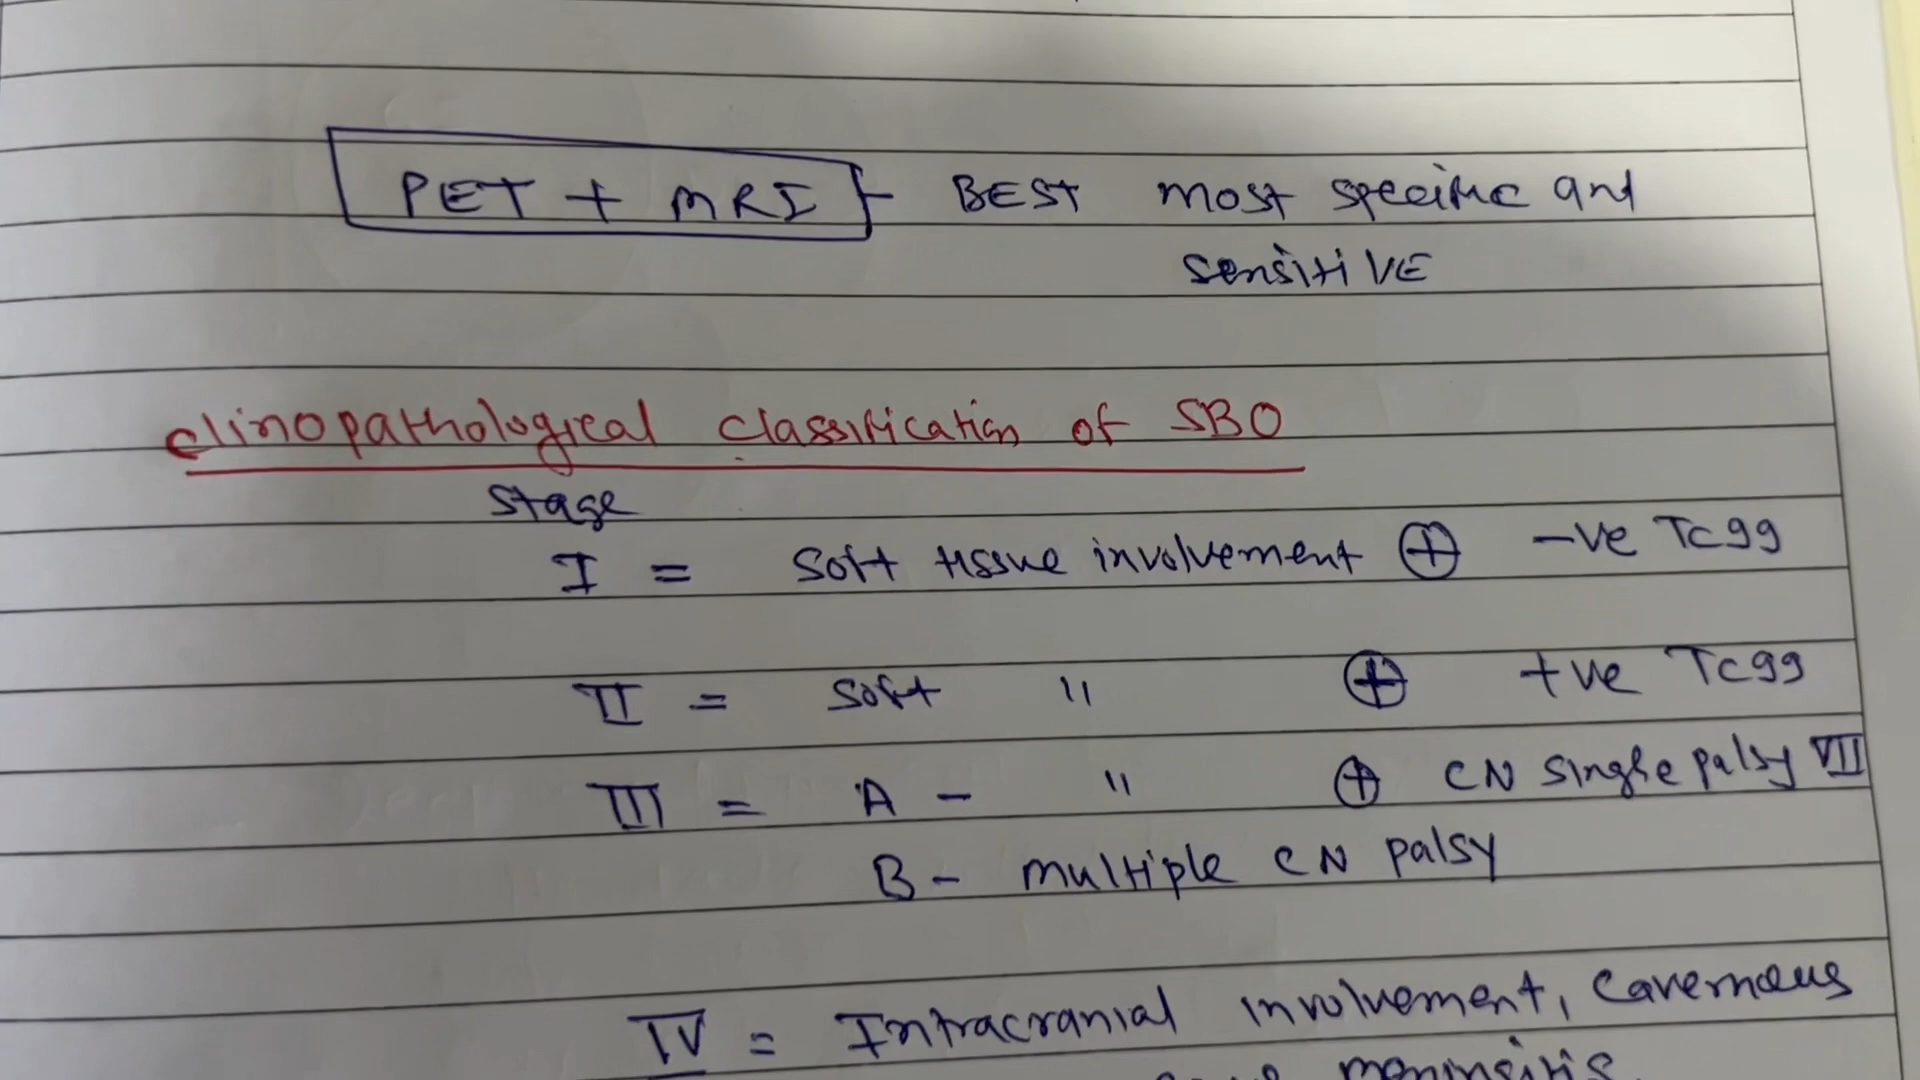 PET + MRI - BEST most specific and
sensitiVE
clinopathological classification of SBO
Stage
I = Soft tissue involvement ⊕ -ve Tc99
II = Soft " ⊕ +ve Tc99
III = A - " ⊕ CN single palsy VII
B - multiple CN palsy
IV = Intracranial involvement, Cavernous
meningitis